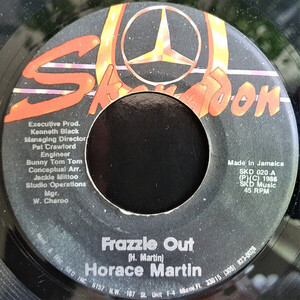 Skengdon
Executive Prod.
Kenneth Black
Managing Director
Pat Crawford
Engineer
Bunny Tom Tom
Conceptual Arr.
Jackie Mittoo
Studio Operations
Mgr.
W. Charoo
Made in Jamaica
SKD 020 A
(P)(C) 1986
SKD Music
45 RPM
Frazzle Out
(H. Martin)
Horace Martin